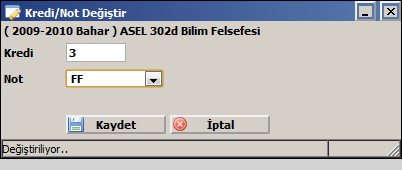 Kredi/Not Değiştir
( 2009-2010 Bahar ) ASEL 302d Bilim Felsefesi
Kredi 3
Not FF
Kaydet İptal
Değiştiriliyor..